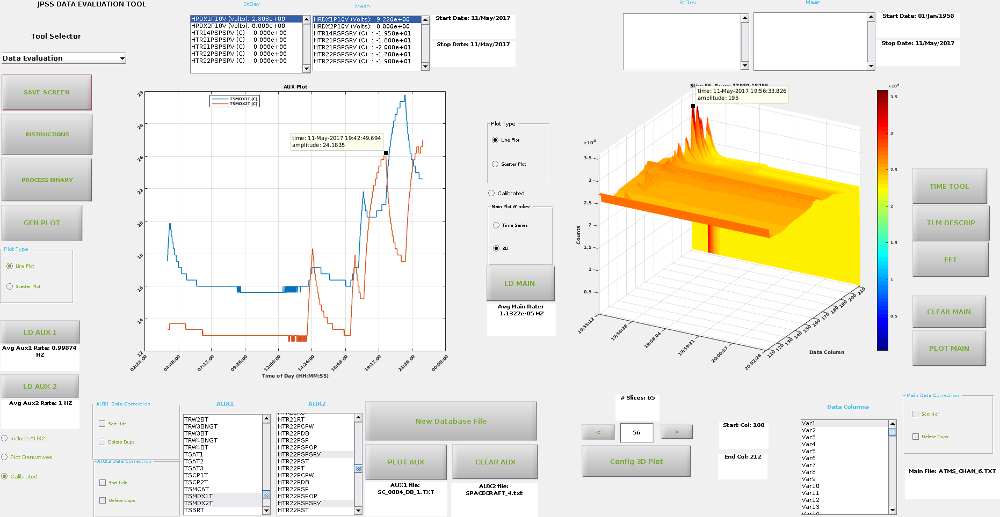 JPSS DATA EVALUATION TOOL
Tool Selector
Data Evaluation
SAVE SCREEN
INSTRUCTIONS
PROCESS BINARY
GEN PLOT
Plot Type
Line Plot
Scatter Plot
LD AUX 1
Avg Aux1 Rate: 0.99874
HZ
LD AUX 2
Avg Aux2 Rate: 1 HZ
Include AUX2
Plot Derivatives
Calibrated
StDev
HRDX1P10V (Volts): 2.808e+00
HRDX2P10V (Volts): 0.000e+00
HTR14RSPSRV (C) : 0.000e+00
HTR21PSPSRV (C) : 0.000e+00
HTR21RSPSRV (C) : 0.000e+00
HTR22PSPSRV (C) : 0.000e+00
HTR22RSPSRV (C) : 0.000e+00
Mean
HRDX1P10V (Volts): 9.220e+00
HRDX2P10V (Volts): 0.000e+00
HTR14RSPSRV (C) : -1.950e+01
HTR21PSPSRV (C) : -1.800e+01
HTR21RSPSRV (C) : -2.000e+01
HTR22PSPSRV (C) : -1.700e+01
HTR22RSPSRV (C) : -1.900e+01
Start Date: 11/May/2017
Stop Date: 11/May/2017
AUX Plot
TSMDX1T (C)
TSMDX2T (C)
time: 11-May-2017 19:42:49.694
amplitude: 24.1835
28
26
24
22
20
18
16
14
12
02:24:00
04:48:00
07:12:00
09:36:00
12:00:00
14:24:00
16:48:00
19:12:00
21:36:00
00:00:00
Time of Day (HH:MM:SS)
Plot Type
Line Plot
Scatter Plot
Calibrated
Main Plot Window
Time Series
3D
LD MAIN
Avg Main Rate:
1.1322e-05 HZ
StDev
Mean
Start Date: 01/Jan/1958
Stop Date: 11/May/2017
Slice 56, Scans 17930-18256
time: 11-May-2017 19:56:33.826
amplitude: 195
×10⁴
3.5
3
2.5
2
1.5
1
0.5
Counts
19:55:12
19:56:38
19:58:04
19:59:31
20:00:57
20:02:24
110
120
130
140
150
160
170
180
190
200
210
Data Column
×10⁴
3.5
3
2.5
2
1.5
1
0.5
TIME TOOL
TLM DESCRIP
FFT
CLEAR MAIN
PLOT MAIN
AUX1 Data Correction
Sort Hdr
Delete Dups
AUX2 Data Correction
Sort Hdr
Delete Dups
AUX1
TRW2BT
TRW3BNGT
TRW3BT
TRW4BNGT
TRW4BT
TSAT1
TSAT2
TSAT3
TSCP1T
TSCP2T
TSMCAT
TSMDX1T
TSMDX2T
TSSRT
AUX2
HTR21RT
HTR22PCPW
HTR22PDB
HTR22PSP
HTR22PSPOP
HTR22PSPSRV
HTR22PST
HTR22PT
HTR22RCPW
HTR22RDB
HTR22RSP
HTR22RSPOP
HTR22RSPSRV
HTR22RST
New Database File
PLOT AUX
CLEAR AUX
AUX1 file:
SC_0004_DB_1.TXT
AUX2 file:
SPACECRAFT_4.txt
# Slices: 65
<
56
>
Config 3D Plot
Start Col: 108
End Col: 212
Data Columns
Var1
Var2
Var3
Var4
Var5
Var6
Var7
Var8
Var9
Var10
Var11
Var12
Var13
Var14
Main Data Correction
Sort Hdr
Delete Dups
Main File: ATMS_CHAN_6.TXT